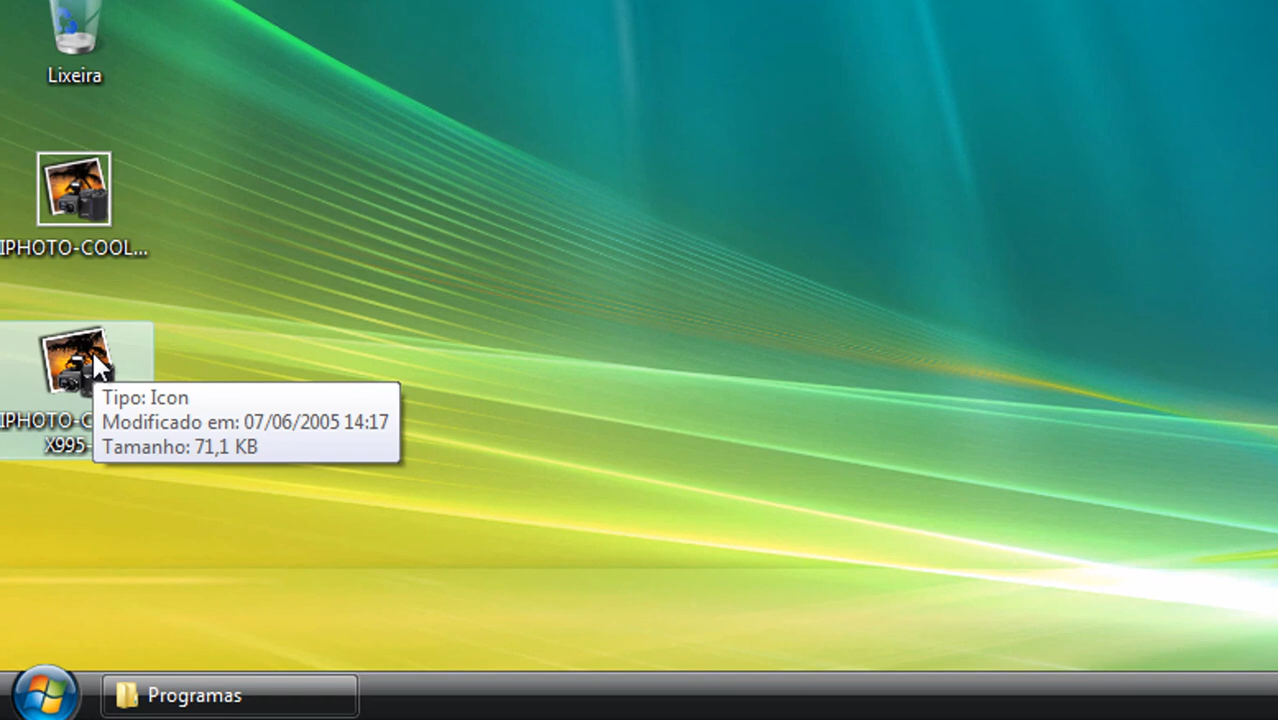 Lixeira
IPHOTO-COOL...
IPHOTO-C
X995-
Tipo: Icon
Modificado em: 07/06/2005 14:17
Tamanho: 71,1 KB
Programas